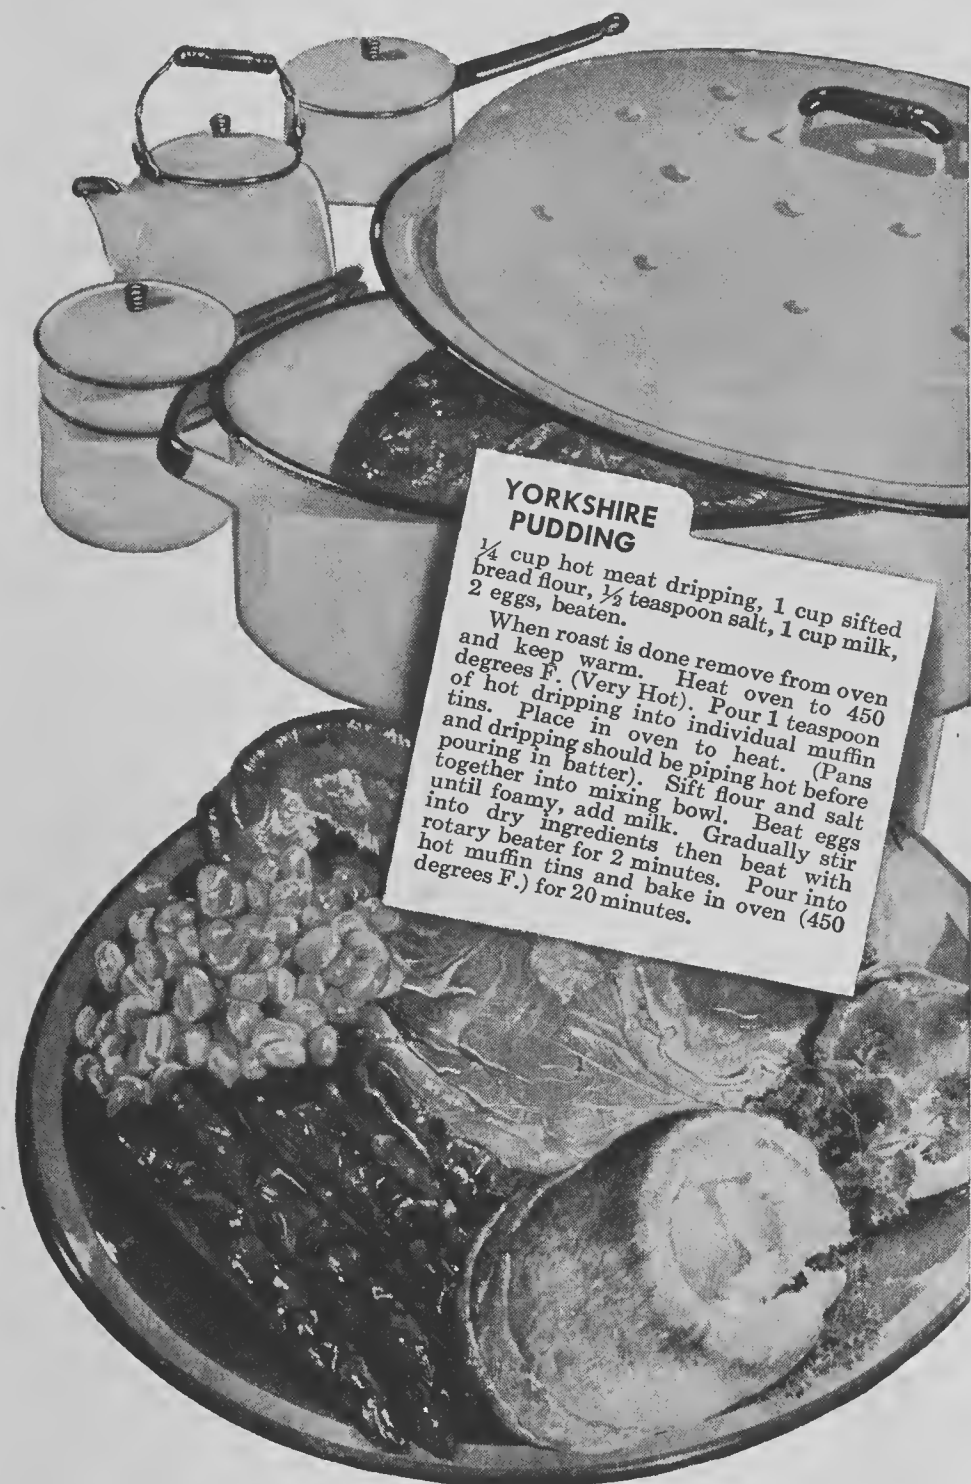 YORKSHIRE
PUDDING
¼ cup hot meat dripping, 1 cup sifted
bread flour, ½ teaspoon salt, 1 cup milk,
2 eggs, beaten.
When roast is done remove from oven
and keep warm. Heat oven to 450
degrees F. (Very Hot). Pour 1 teaspoon
of hot dripping into individual muffin
tins. Place in oven to heat. (Pans
and dripping should be piping hot before
pouring in batter). Sift flour and salt
together into mixing bowl. Beat eggs
until foamy, add milk. Gradually stir
into dry ingredients then beat with
rotary beater for 2 minutes. Pour into
hot muffin tins and bake in oven (450
degrees F.) for 20 minutes.